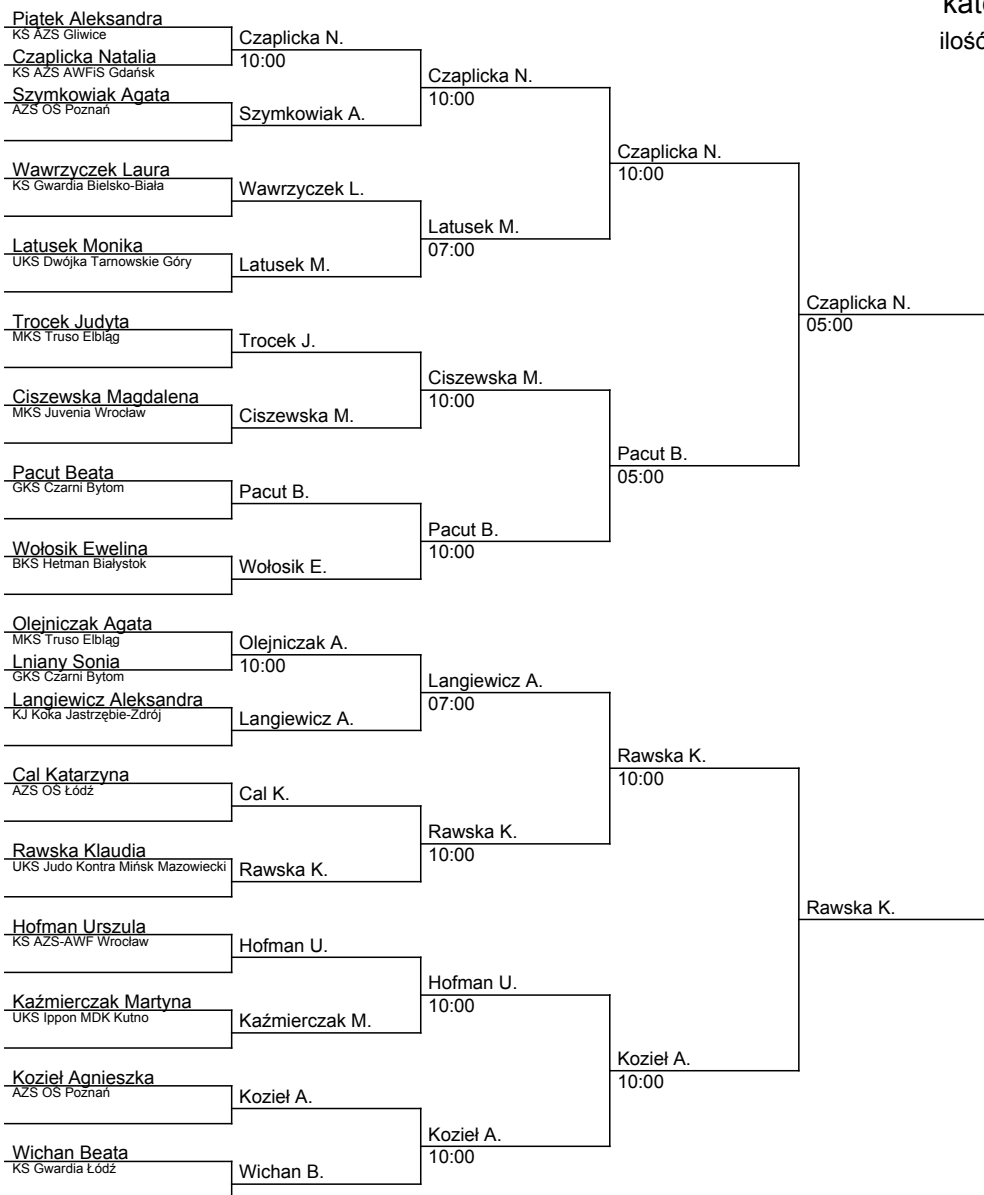 Piątek Aleksandra
KS AZS Gliwice
Czaplicka Natalia
KS AZS AWFiS Gdańsk
Szymkowiak Agata
AZS OŚ Poznań
Wawrzyczek Laura
KS Gwardia Bielsko-Biała
Latusek Monika
UKS Dwójka Tarnowskie Góry
Trocek Judyta
MKS Truso Elbląg
Ciszewska Magdalena
MKS Juvenia Wrocław
Pacut Beata
GKS Czarni Bytom
Wołosik Ewelina
BKS Hetman Białystok
Olejniczak Agata
MKS Truso Elbląg
Lniany Sonia
GKS Czarni Bytom
Langiewicz Aleksandra
KJ Koka Jastrzębie-Zdrój
Cal Katarzyna
AZS OŚ Łódź
Rawska Klaudia
UKS Judo Kontra Mińsk Mazowiecki
Hofman Urszula
KS AZS-AWF Wrocław
Kaźmierczak Martyna
UKS Ippon MDK Kutno
Kozieł Agnieszka
AZS OŚ Poznań
Wichan Beata
KS Gwardia Łódź
Czaplicka N.
10:00
Szymkowiak A.
Wawrzyczek L.
Latusek M.
Trocek J.
Ciszewska M.
Pacut B.
Wołosik E.
Olejniczak A.
10:00
Langiewicz A.
Cal K.
Rawska K.
Hofman U.
Kaźmierczak M.
Kozieł A.
Wichan B.
Czaplicka N.
10:00
Latusek M.
07:00
Ciszewska M.
10:00
Pacut B.
10:00
Langiewicz A.
07:00
Rawska K.
10:00
Hofman U.
10:00
Kozieł A.
10:00
Czaplicka N.
10:00
Pacut B.
05:00
Rawska K.
10:00
Kozieł A.
10:00
Czaplicka N.
05:00
Rawska K.
kate
ilość